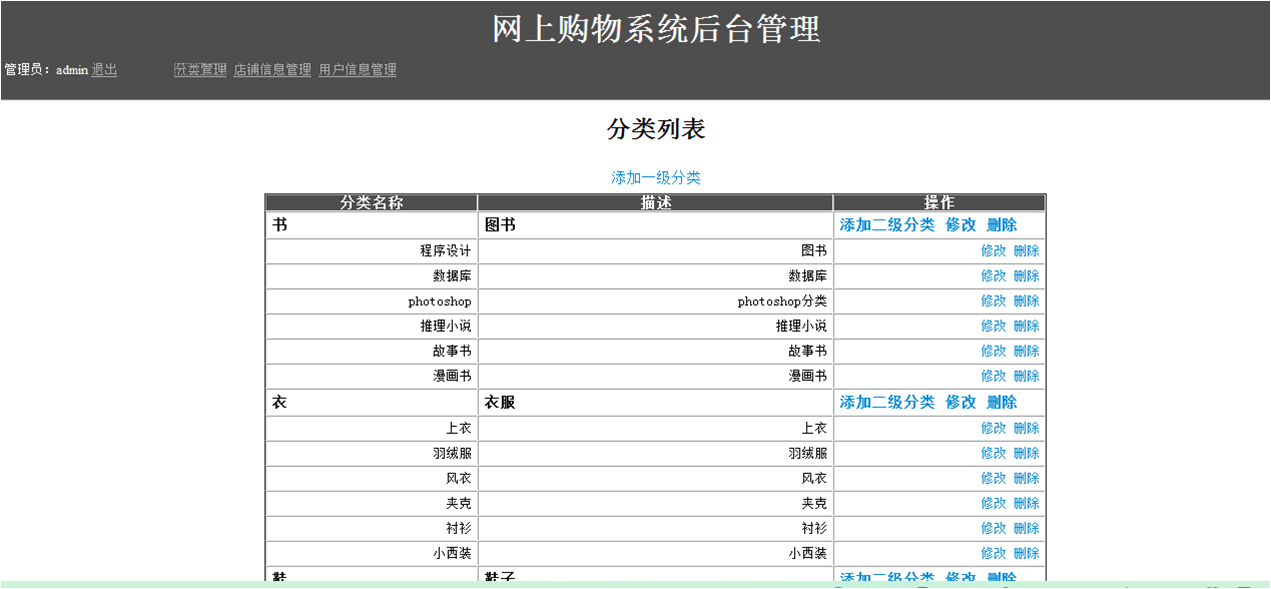 网上购物系统后台管理
管理员：admin 退出 分类管理 店铺信息管理 用户信息管理
分类列表
添加一级分类
分类名称 描述 操作
书 图书 添加二级分类 修改 删除
程序设计 图书 修改 删除
数据库 数据库 修改 删除
photoshop photoshop分类 修改 删除
推理小说 推理小说 修改 删除
故事书 故事书 修改 删除
漫画书 漫画书 修改 删除
衣 衣服 添加二级分类 修改 删除
上衣 上衣 修改 删除
羽绒服 羽绒服 修改 删除
风衣 风衣 修改 删除
夹克 夹克 修改 删除
衬衫 衬衫 修改 删除
小西装 小西装 修改 删除
鞋 鞋子 添加二级分类 修改 删除